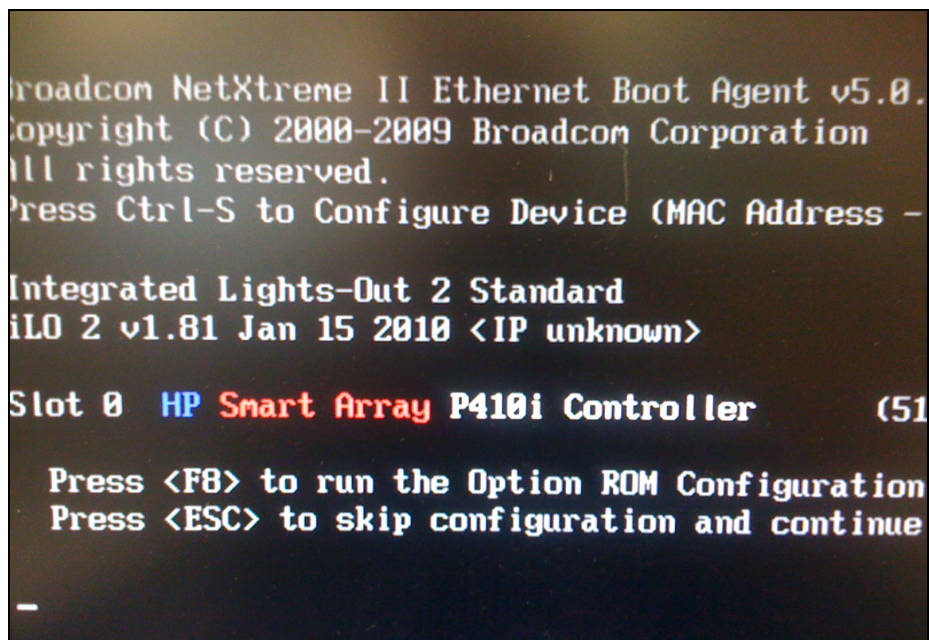 roadcom NetXtreme II Ethernet Boot Agent v5.0.
opyright (C) 2000-2009 Broadcom Corporation
ll rights reserved.
Press Ctrl-S to Configure Device (MAC Address -
Integrated Lights-Out 2 Standard
iLO 2 v1.81 Jan 15 2010 <IP unknown>
Slot 0 HP Smart Array P410i Controller (51
Press <F8> to run the Option ROM Configuration
Press <ESC> to skip configuration and continue